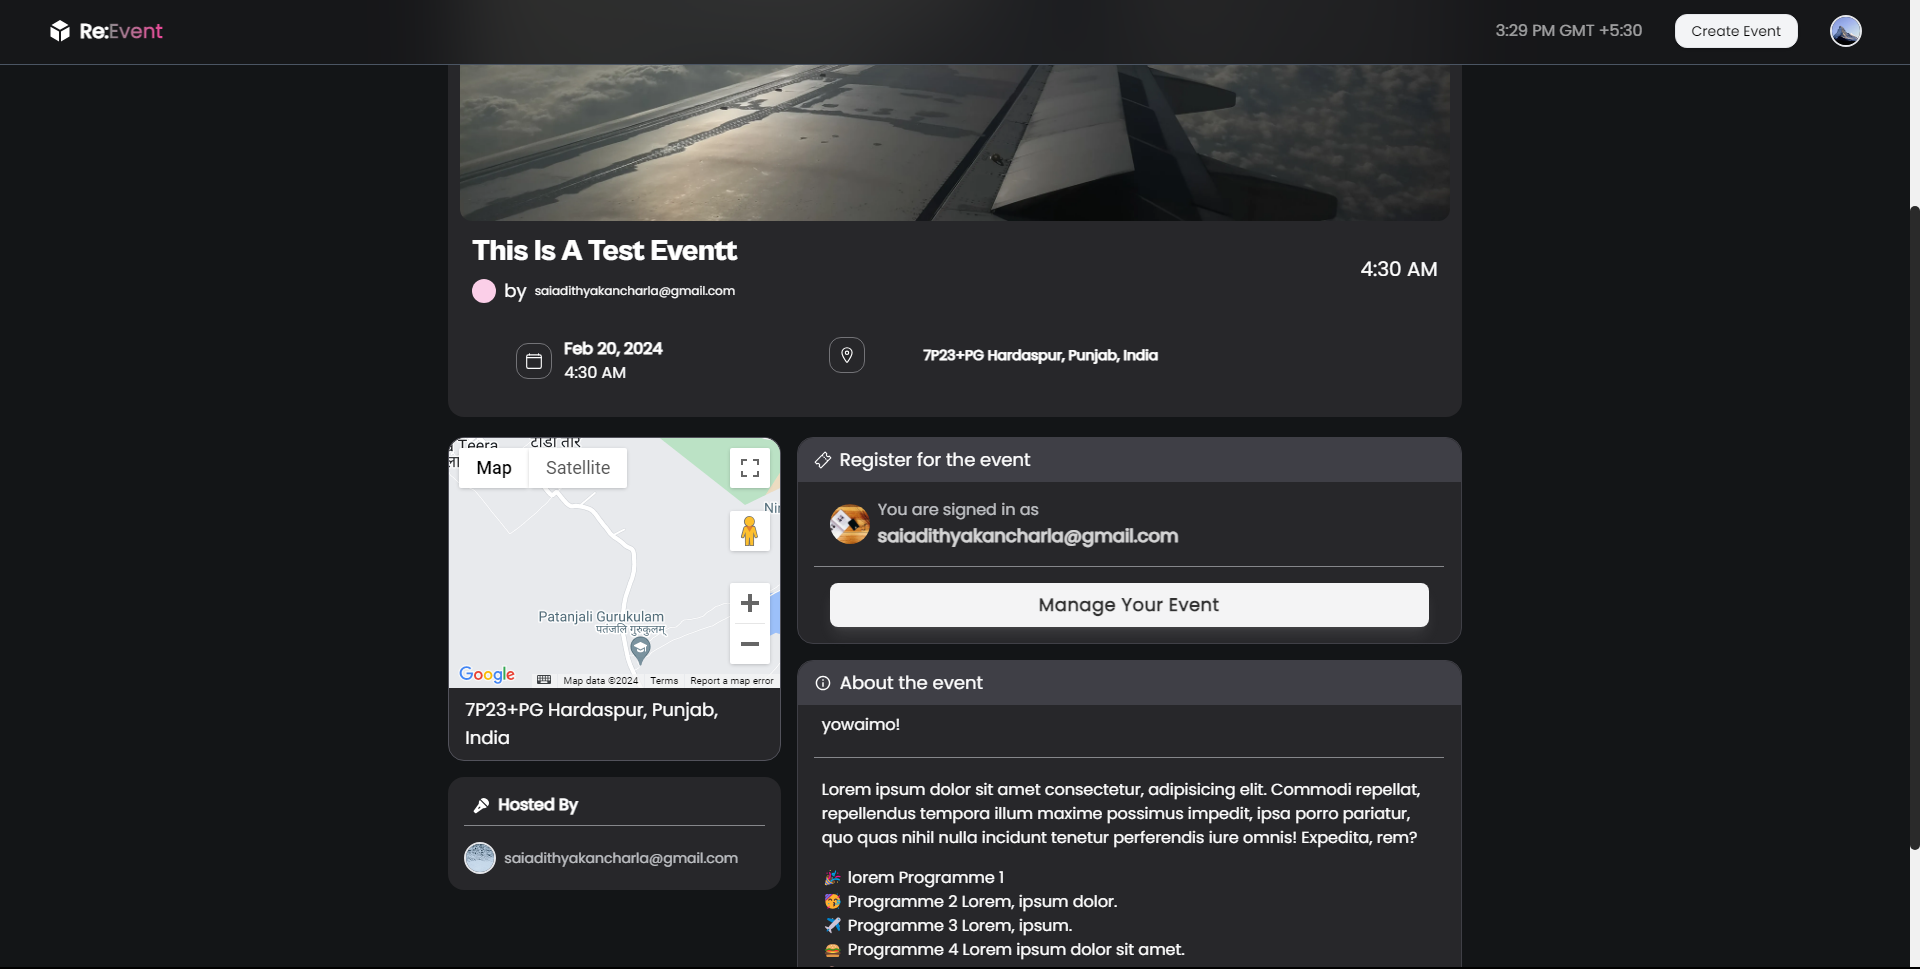 Re:Event
3:29 PM GMT +5:30
Create Event
This Is A Test Eventt
by saiadithyakancharla@gmail.com
4:30 AM
Feb 20, 2024
4:30 AM
7P23+PG Hardaspur, Punjab, India
Teera
Map
Satellite
Patanjali Gurukulam
पतंजलि गुरुकुलम्
Google
Map data ©2024
Terms
Report a map error
7P23+PG Hardaspur, Punjab,
India
Hosted By
saiadithyakancharla@gmail.com
Register for the event
You are signed in as
saiadithyakancharla@gmail.com
Manage Your Event
About the event
yowaimo!
Lorem ipsum dolor sit amet consectetur, adipisicing elit. Commodi repellat,
repellendus tempora illum maxime possimus impedit, ipsa porro pariatur,
quo quas nihil nulla incidunt tenetur perferendis iure omnis! Expedita, rem?
🎉 lorem Programme 1
🥳 Programme 2 Lorem, ipsum dolor.
✈️ Programme 3 Lorem, ipsum.
🍔 Programme 4 Lorem ipsum dolor sit amet.